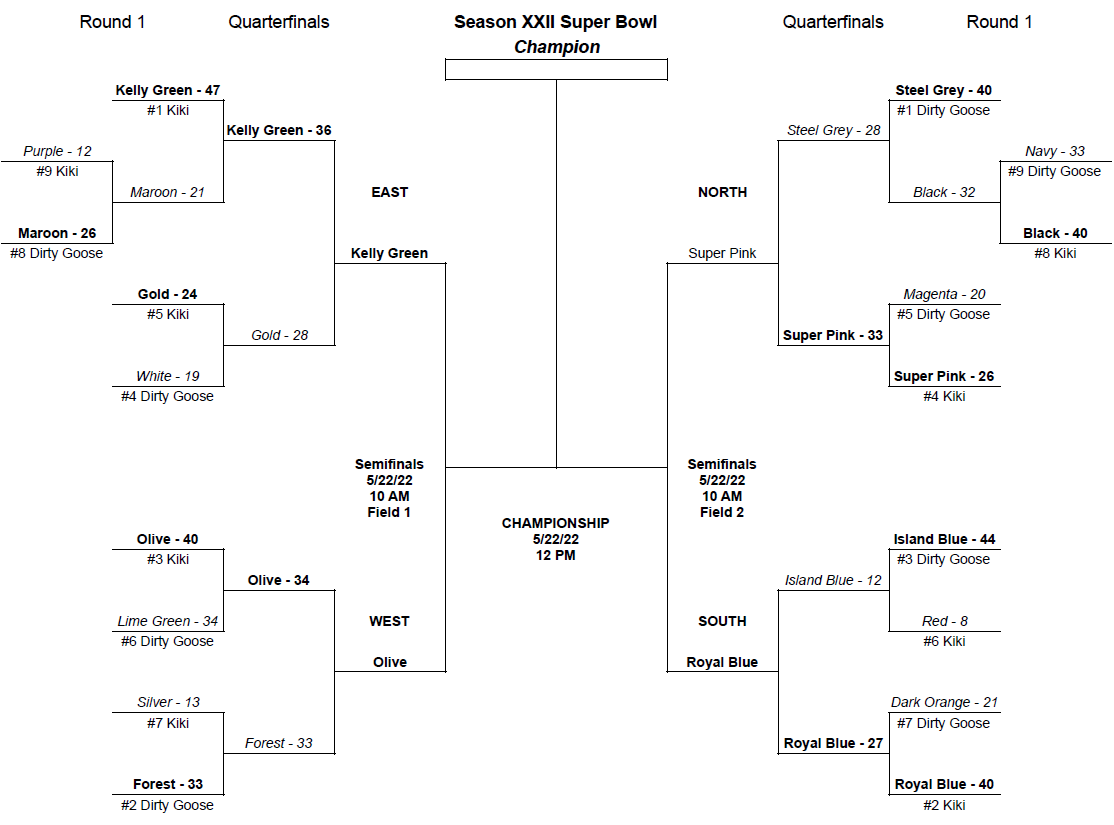 Round 1
Quarterfinals
Season XXII Super Bowl
Champion
Quarterfinals
Round 1
Kelly Green - 47
#1 Kiki
Kelly Green - 36
Purple - 12
#9 Kiki
Maroon - 21
Maroon - 26
#8 Dirty Goose
EAST
Kelly Green
Gold - 24
#5 Kiki
Gold - 28
White - 19
#4 Dirty Goose
Steel Grey - 40
#1 Dirty Goose
Steel Grey - 28
Navy - 33
#9 Dirty Goose
Black - 32
Black - 40
#8 Kiki
NORTH
Super Pink
Magenta - 20
#5 Dirty Goose
Super Pink - 33
Super Pink - 26
#4 Kiki
Semifinals
5/22/22
10 AM
Field 1
CHAMPIONSHIP
5/22/22
12 PM
Semifinals
5/22/22
10 AM
Field 2
Olive - 40
#3 Kiki
Olive - 34
Lime Green - 34
#6 Dirty Goose
WEST
Olive
Silver - 13
#7 Kiki
Forest - 33
Forest - 33
#2 Dirty Goose
Island Blue - 44
#3 Dirty Goose
Island Blue - 12
Red - 8
#6 Kiki
SOUTH
Royal Blue
Dark Orange - 21
#7 Dirty Goose
Royal Blue - 27
Royal Blue - 40
#2 Kiki